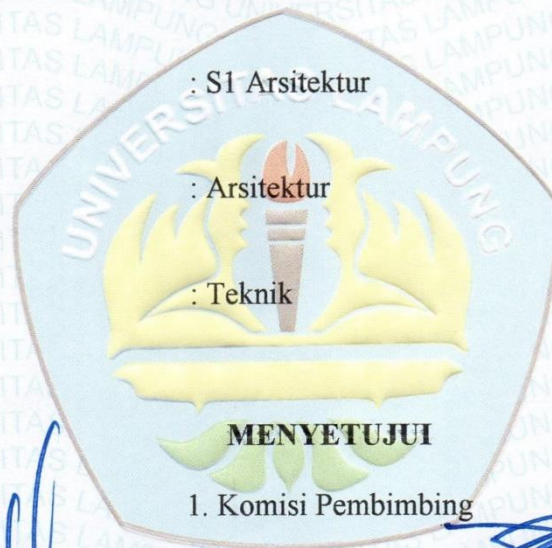 UNIVERSITAS LAMPUNG
: S1 Arsitektur
: Arsitektur
: Teknik
MENYETUJUI
1. Komisi Pembimbing